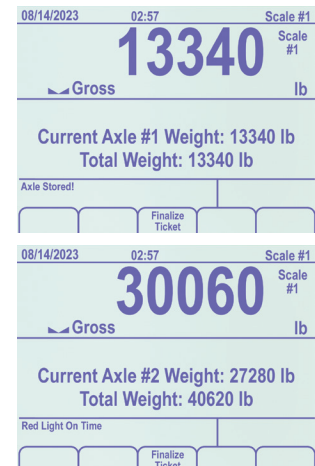 08/14/2023 02:57 Scale #1
13340 Scale #1
Gross lb
Current Axle #1 Weight: 13340 lb
Total Weight: 13340 lb
Axle Stored!
Finalize
Ticket
08/14/2023 02:57 Scale #1
30060 Scale #1
Gross lb
Current Axle #2 Weight: 27280 lb
Total Weight: 40620 lb
Red Light On Time
Finalize
Ticket